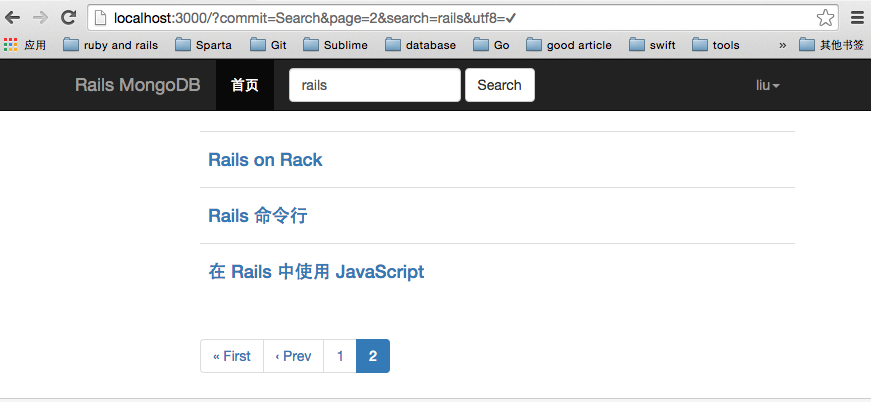 localhost:3000/?commit=Search&page=2&search=rails&utf8=✓
应用 ruby and rails Sparta Git Sublime database Go good article swift tools » 其他书签
Rails MongoDB 首页 rails Search liu
Rails on Rack
Rails 命令行
在 Rails 中使用 JavaScript
« First ‹ Prev 1 2